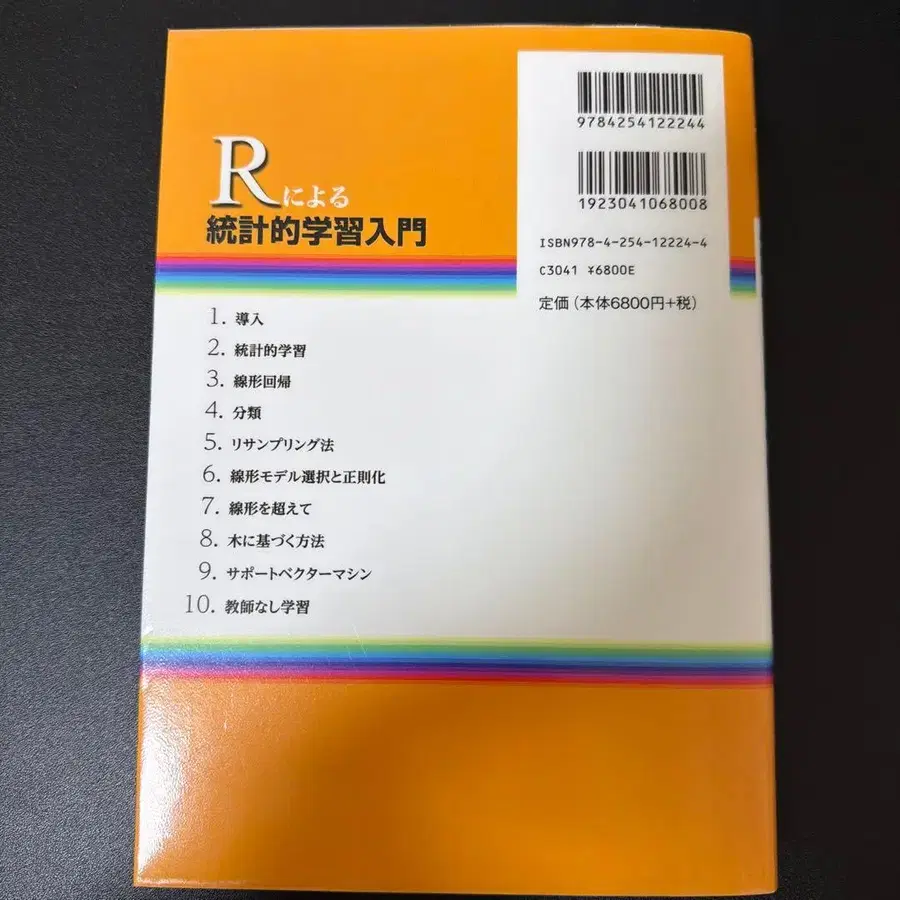 9784254122244
1923041068008
ISBN978-4-254-12224-4
C3041 ¥6800E
定価(本体6800円+税)
Rによる
統計的学習入門
1. 導入
2. 統計的学習
3. 線形回帰
4. 分類
5. リサンプリング法
6. 線形モデル選択と正則化
7. 線形を超えて
8. 木に基づく方法
9. サポートベクターマシン
10. 教師なし学習